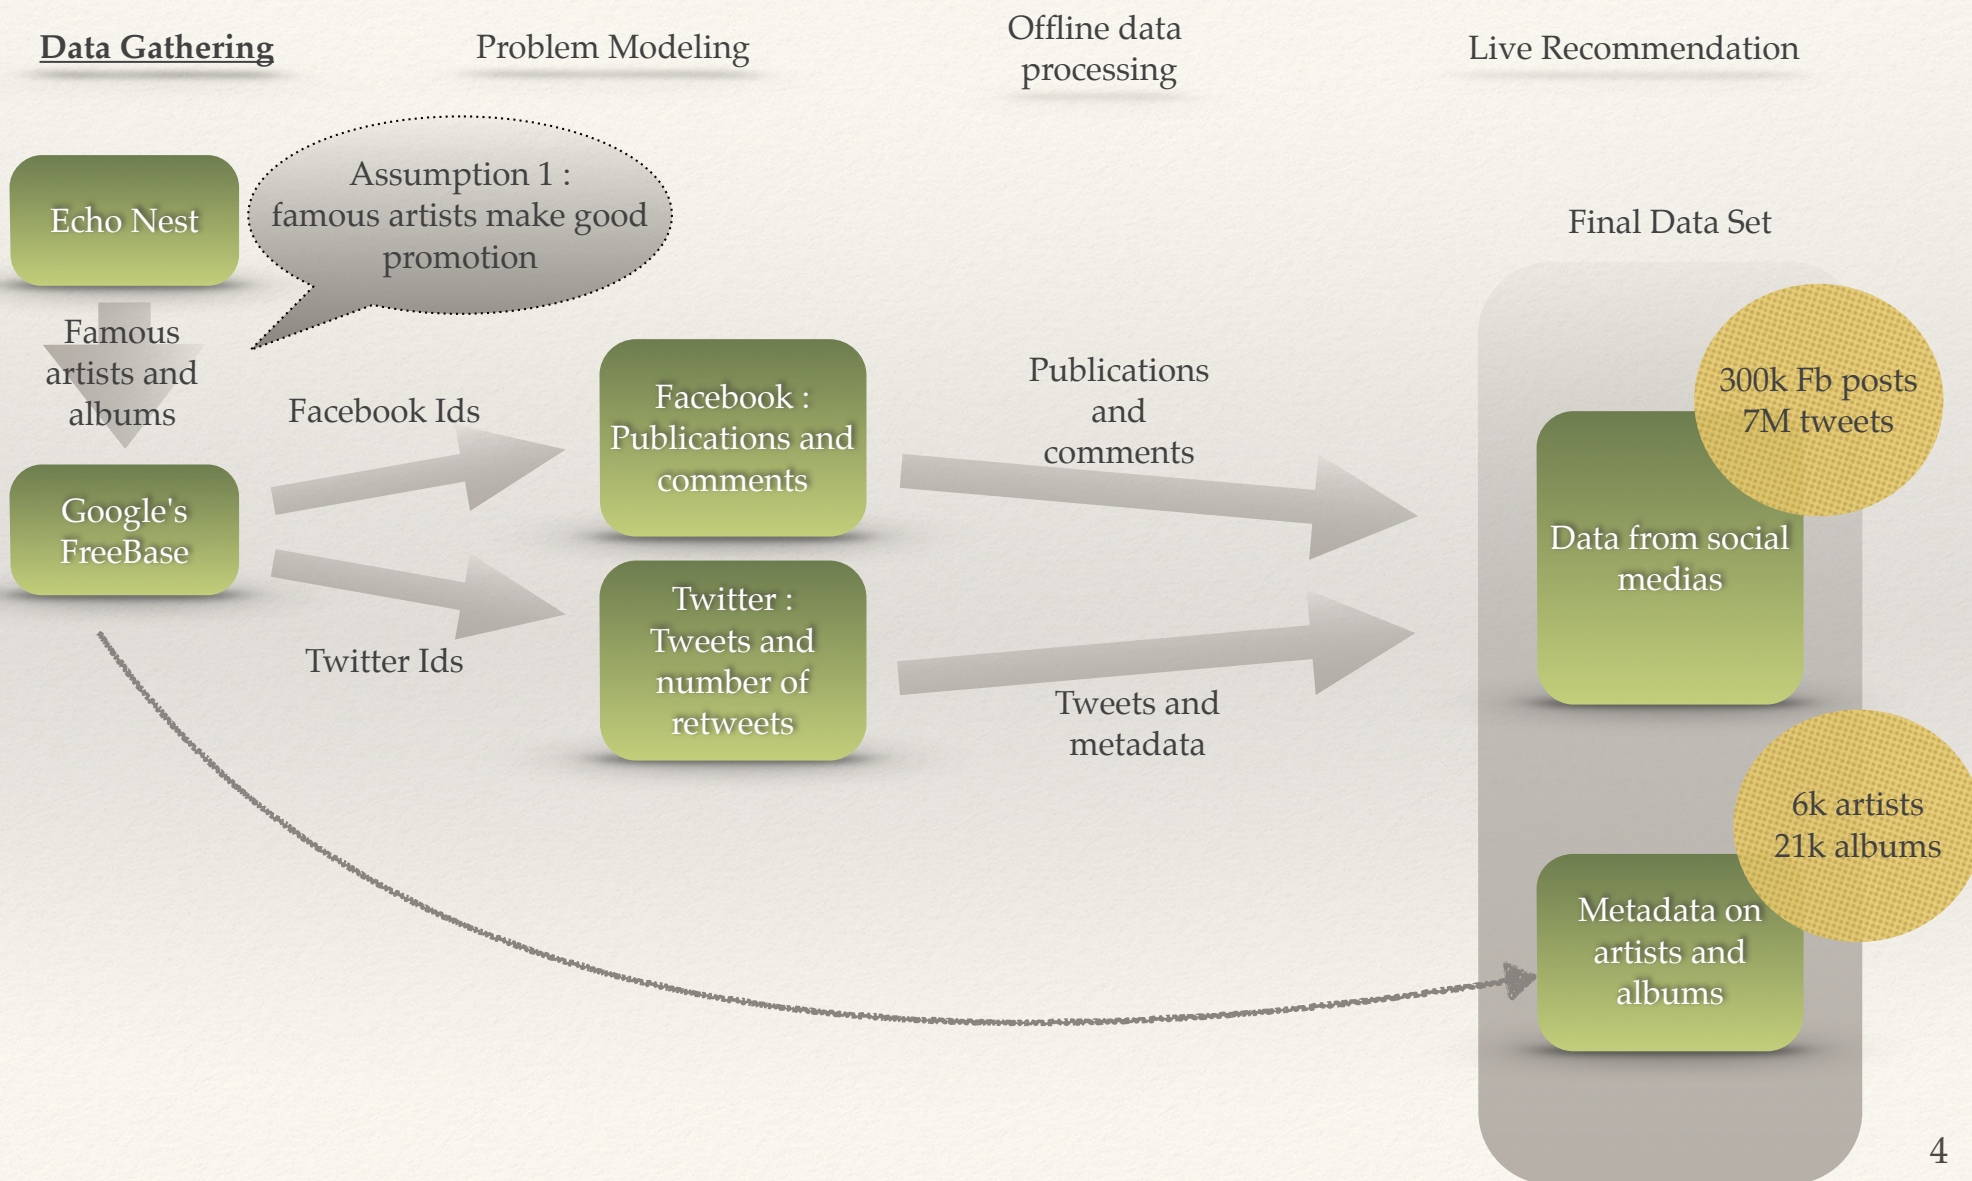 Data Gathering
Problem Modeling
Offline data
processing
Live Recommendation
Echo Nest
Assumption 1 :
famous artists make good
promotion
Final Data Set
Famous
artists and
albums
Facebook Ids
Facebook :
Publications and
comments
Publications
and
comments
300k Fb posts
7M tweets
Google's
FreeBase
Data from social
medias
Twitter Ids
Twitter :
Tweets and
number of
retweets
Tweets and
metadata
6k artists
21k albums
Metadata on
artists and
albums
4